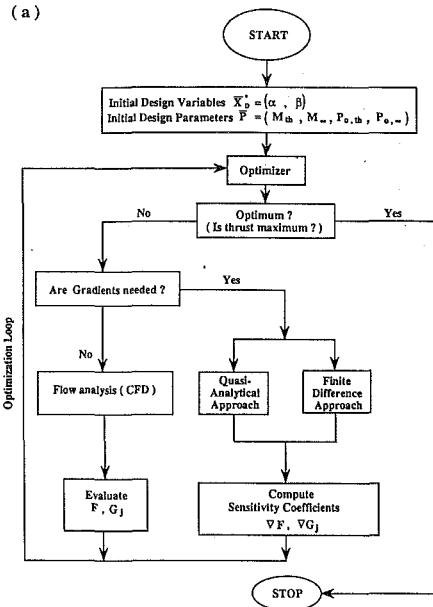 (a)
START
Initial Design Variables X̅*D = (α , β)
Initial Design Parameters P̅ = ( Mth , M∞ , Po,th , Po,∞ )
Optimizer
Optimum ?
( Is thrust maximum ? )
No
Yes
Are Gradients needed ?
Yes
No
Optimization Loop
Flow analysis ( CFD )
Quasi-
Analytical
Approach
Finite
Difference
Approach
Evaluate
F , Gj
Compute
Sensitivity Coefficients
∇F, ∇Gj
STOP